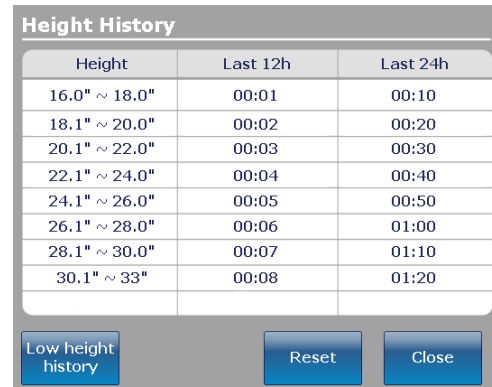 Height History
Height Last 12h Last 24h
16.0" ~ 18.0" 00:01 00:10
18.1" ~ 20.0" 00:02 00:20
20.1" ~ 22.0" 00:03 00:30
22.1" ~ 24.0" 00:04 00:40
24.1" ~ 26.0" 00:05 00:50
26.1" ~ 28.0" 00:06 01:00
28.1" ~ 30.0" 00:07 01:10
30.1" ~ 33" 00:08 01:20
Low height
history
Reset
Close